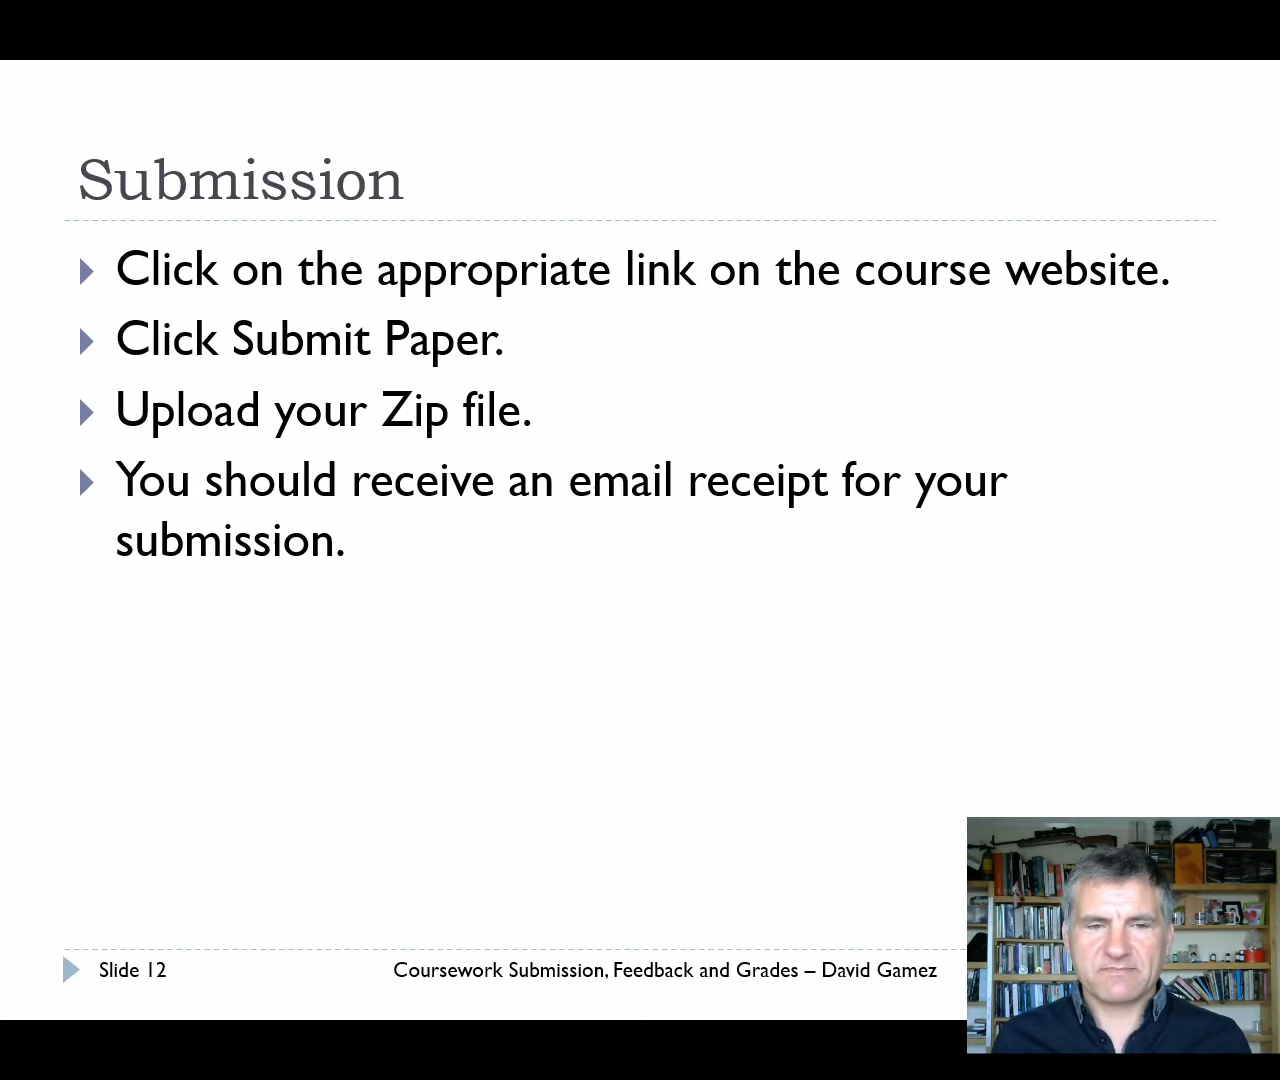 Submission
Click on the appropriate link on the course website.
Click Submit Paper.
Upload your Zip file.
You should receive an email receipt for your
submission.
Slide 12
Coursework Submission, Feedback and Grades – David Gamez